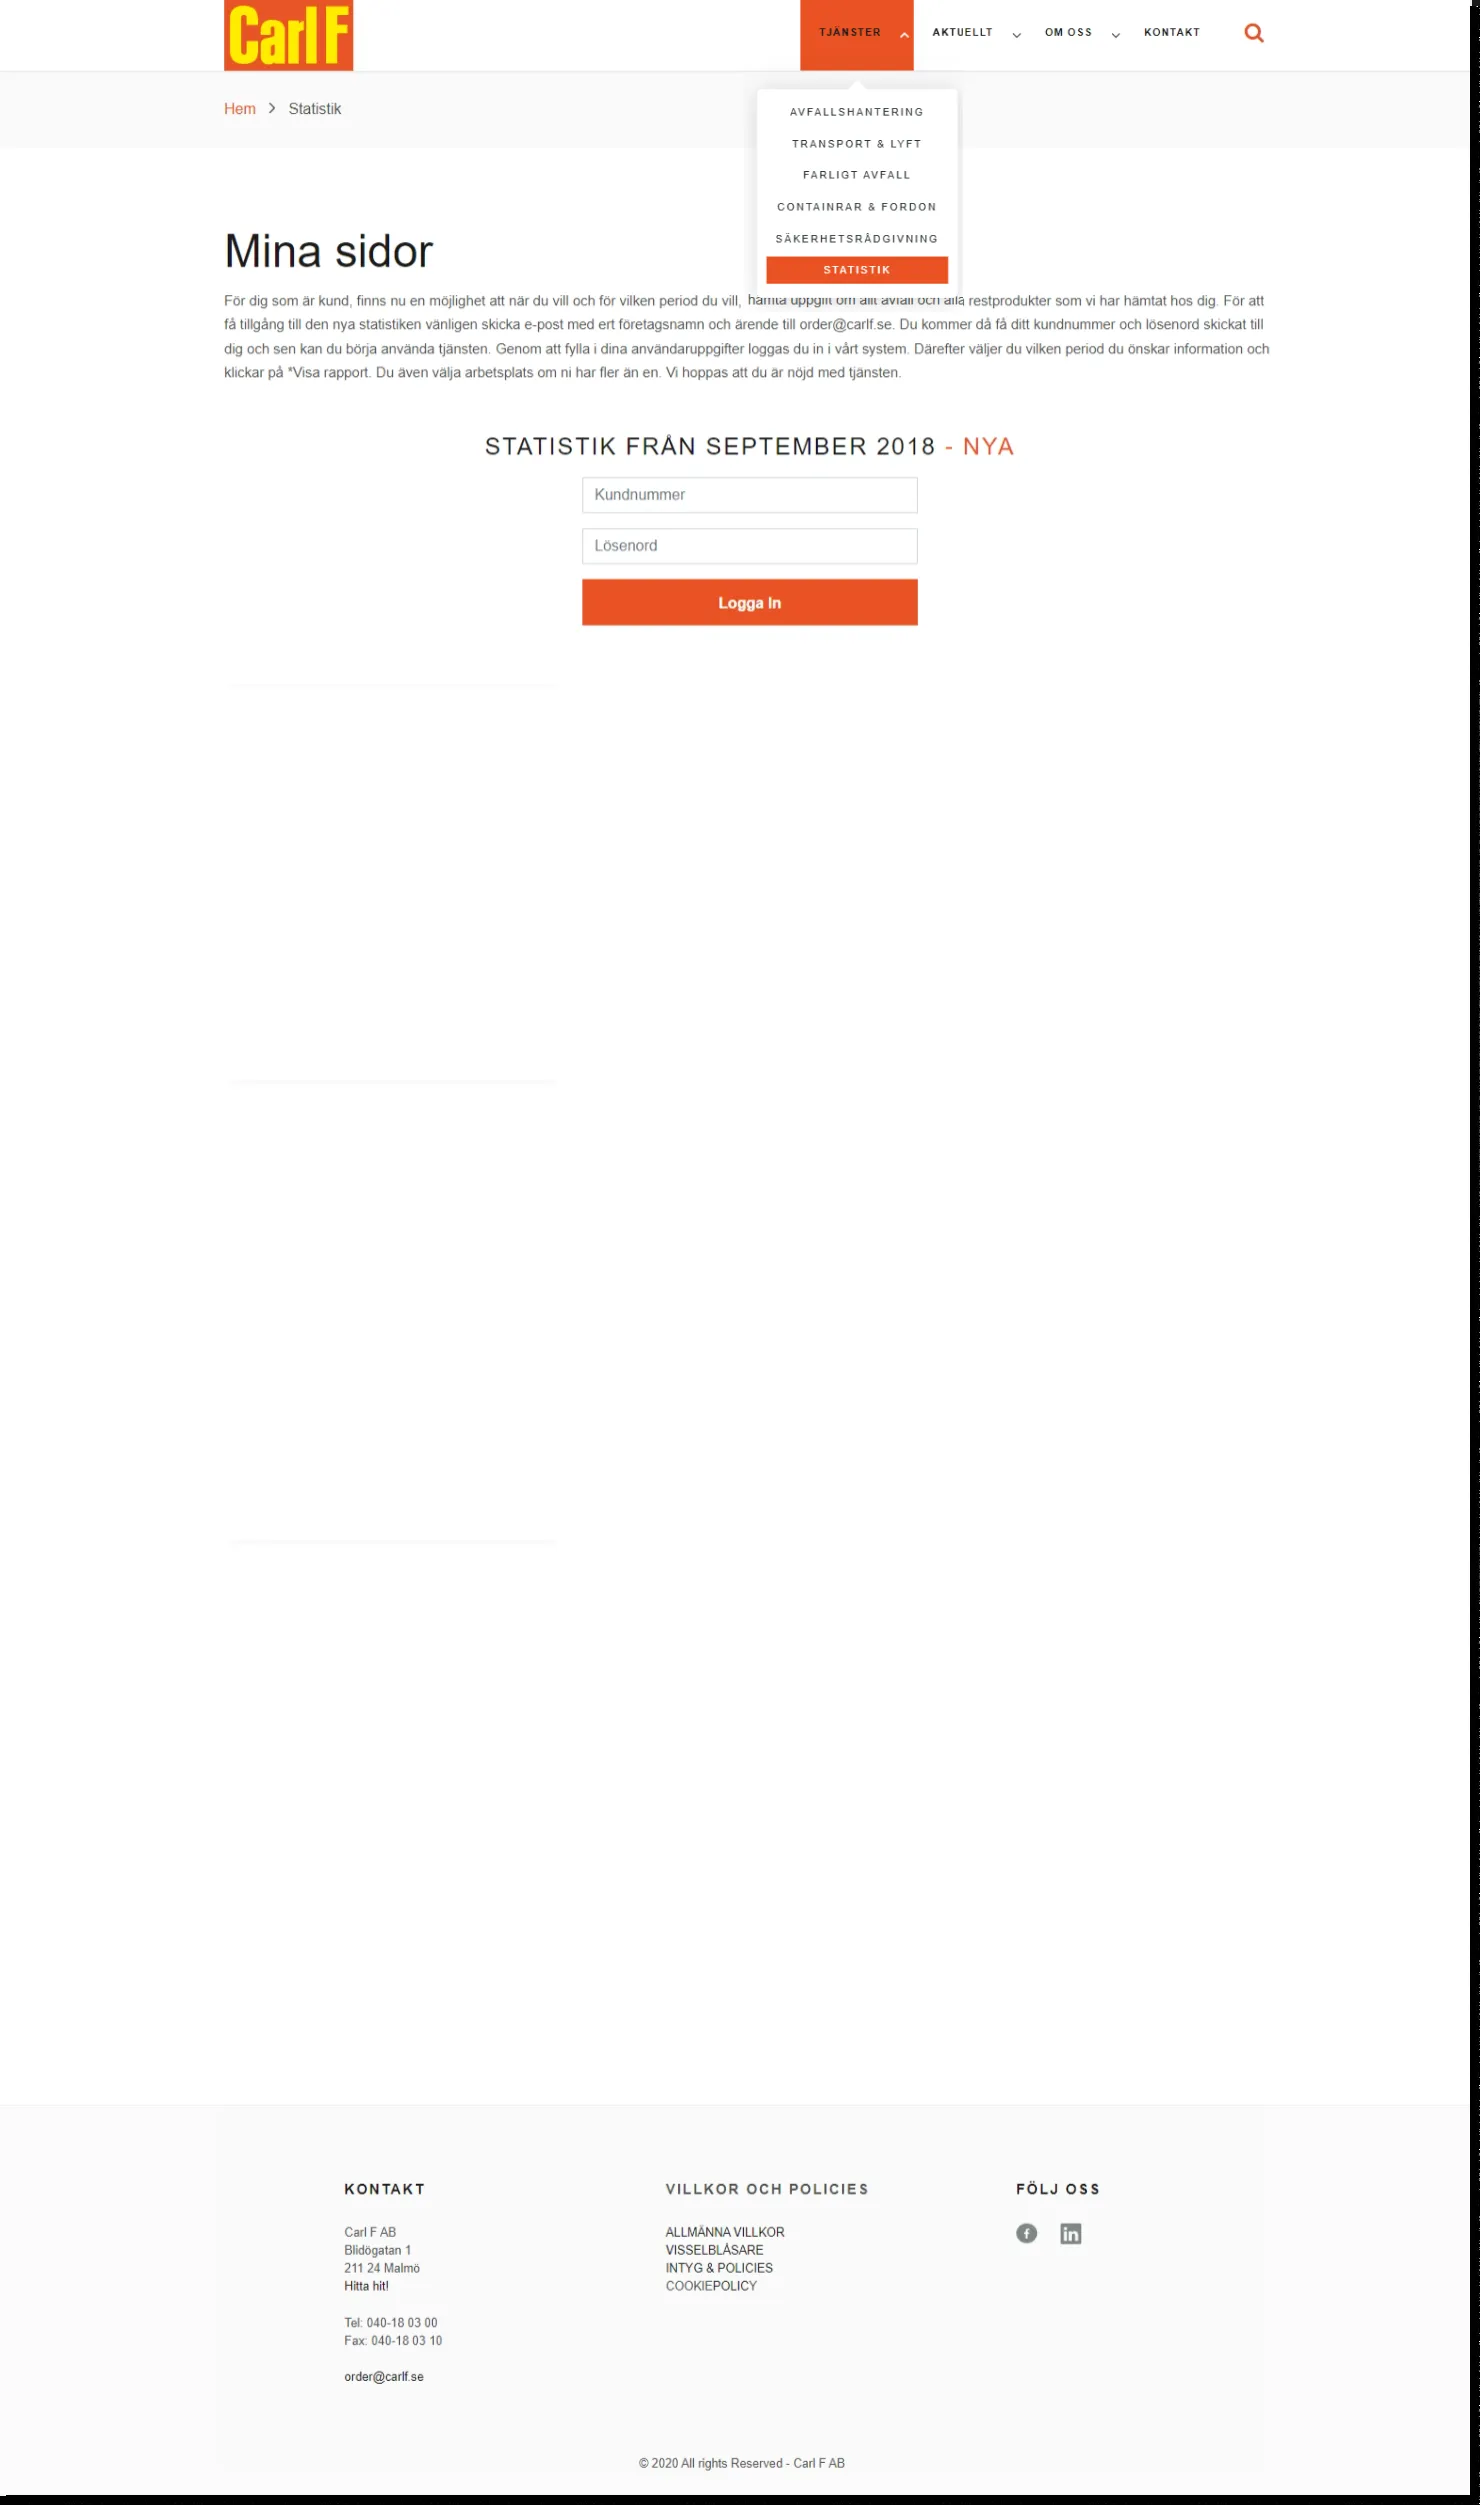 Carl F
TJÄNSTER
AKTUELLT
OM OSS
KONTAKT
Hem > Statistik
AVFALLSHANTERING
TRANSPORT & LYFT
FARLIGT AVFALL
CONTAINRAR & FORDON
SÄKERHETSRÅDGIVNING
STATISTIK
Mina sidor
För dig som är kund, finns nu en möjlighet att när du vill och för vilken period du vill, hämta uppgift om allt avfall och alla restprodukter som vi har hämtat hos dig. För att
få tillgång till den nya statistiken vänligen skicka e-post med ert företagsnamn och ärende till order@carlf.se. Du kommer då få ditt kundnummer och lösenord skickat till
dig och sen kan du börja använda tjänsten. Genom att fylla i dina användaruppgifter loggas du in i vårt system. Därefter väljer du vilken period du önskar information och
klickar på *Visa rapport. Du även välja arbetsplats om ni har fler än en. Vi hoppas att du är nöjd med tjänsten.
STATISTIK FRÅN SEPTEMBER 2018 - NYA
Kundnummer
Lösenord
Logga In
KONTAKT
Carl F AB
Blidögatan 1
211 24 Malmö
Hitta hit!
Tel: 040-18 03 00
Fax: 040-18 03 10
order@carlf.se
VILLKOR OCH POLICIES
ALLMÄNNA VILLKOR
VISSELBLÅSARE
INTYG & POLICIES
COOKIEPOLICY
FÖLJ OSS
© 2020 All rights Reserved - Carl F AB